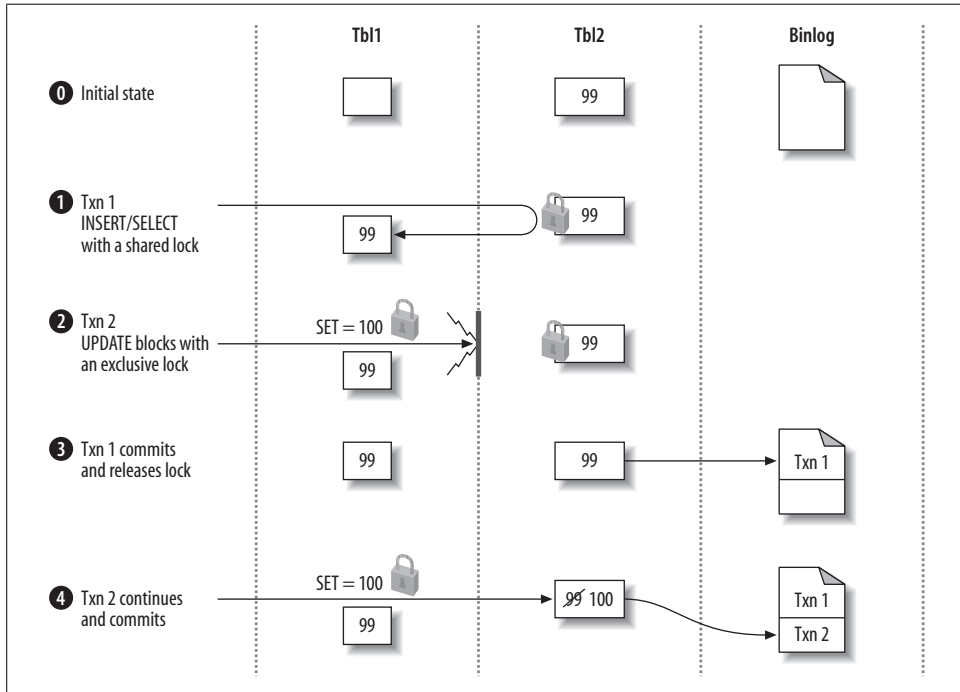 Tbl1
Tbl2
Binlog
0 Initial state
99
1 Txn 1
INSERT/SELECT
with a shared lock
99
99
2 Txn 2
UPDATE blocks with
an exclusive lock
SET = 100
99
99
3 Txn 1 commits
and releases lock
99
99
Txn 1
4 Txn 2 continues
and commits
SET = 100
99
99 100
Txn 1
Txn 2